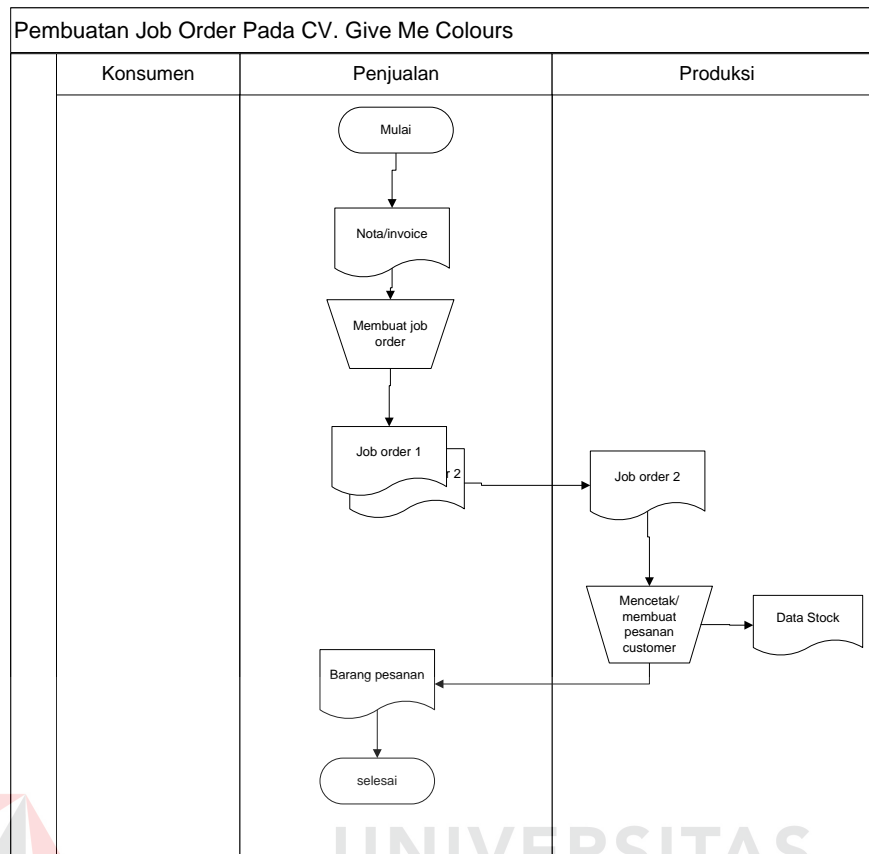 Pembuatan Job Order Pada CV. Give Me Colours
Konsumen
Penjualan
Produksi
Mulai
Nota/invoice
Membuat job
order
Job order 1
r 2
Job order 2
Mencetak/
membuat
pesanan
customer
Data Stock
Barang pesanan
selesai
UNIVERSITAS